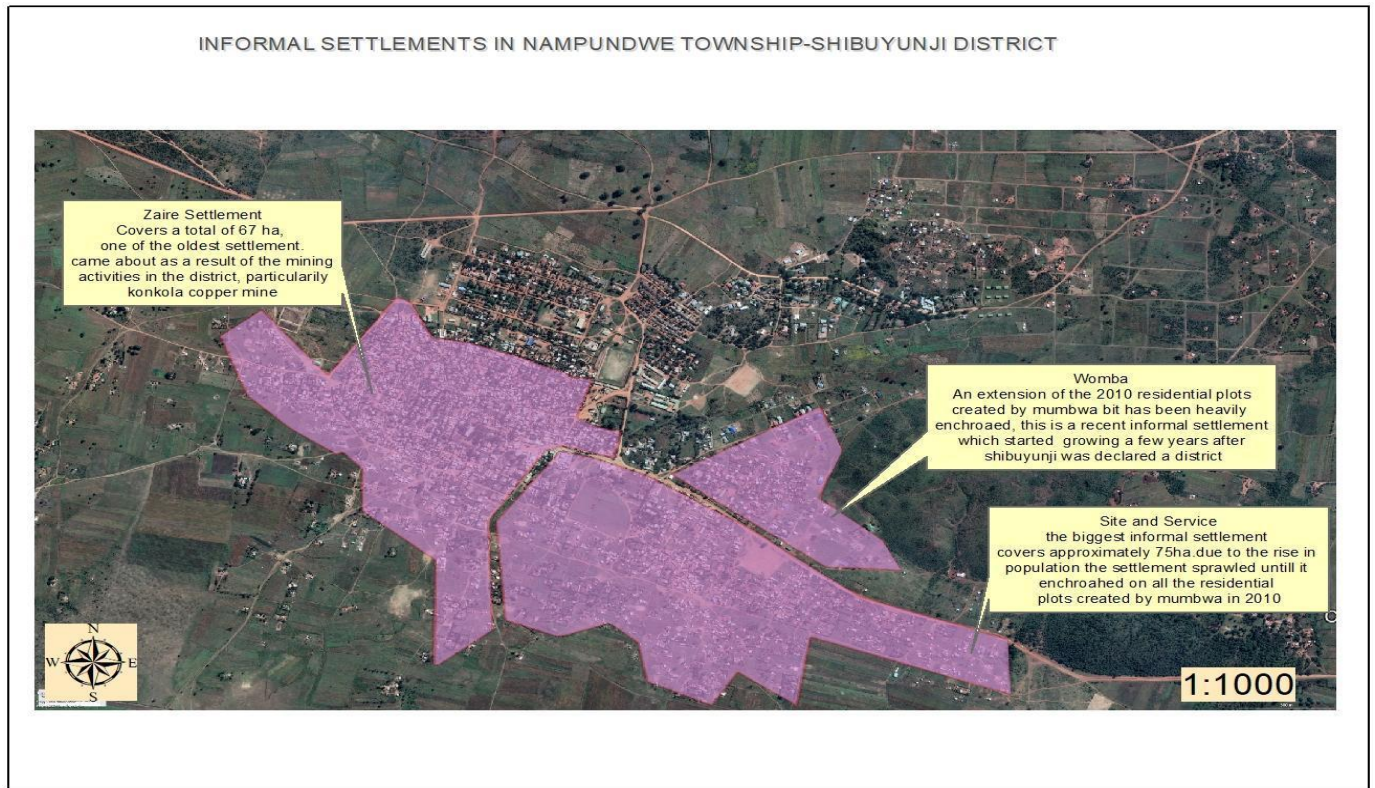 INFORMAL SETTLEMENTS IN NAMPUNDWE TOWNSHIP-SHIBUYUNJI DISTRICT
Zaire Settlement
Covers a total of 67 ha,
one of the oldest settlement.
came about as a result of the mining
activities in the district, particularily
konkola copper mine
Womba
An extension of the 2010 residential plots
created by mumbwa bit has been heavily
enchroaed, this is a recent informal settlement
which started growing a few years after
shibuyunji was declared a district
Site and Service
the biggest informal settlement
covers approximately 75ha.due to the rise in
population the settlement sprawled untill it
enchroahed on all the residential
plots created by mumbwa in 2010
N
W E
S
1:1000